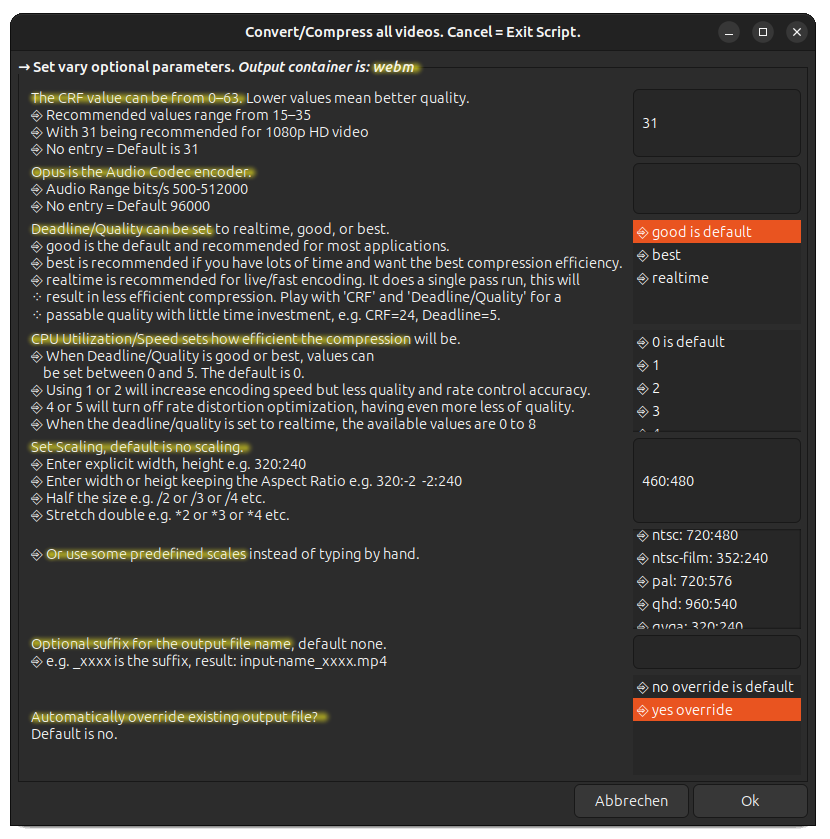 Convert/Compress all videos. Cancel = Exit Script.
→ Set vary optional parameters. Output container is: webm
The CRF value can be from 0–63. Lower values mean better quality.
Recommended values range from 15–35
With 31 being recommended for 1080p HD video
No entry = Default is 31
31
Opus is the Audio Codec encoder.
Audio Range bits/s 500-512000
No entry = Default 96000
Deadline/Quality can be set to realtime, good, or best.
good is the default and recommended for most applications.
best is recommended if you have lots of time and want the best compression efficiency.
realtime is recommended for live/fast encoding. It does a single pass run, this will
result in less efficient compression. Play with 'CRF' and 'Deadline/Quality' for a
passable quality with little time investment, e.g. CRF=24, Deadline=5.
good is default
best
realtime
CPU Utilization/Speed sets how efficient the compression will be.
When Deadline/Quality is good or best, values can
be set between 0 and 5. The default is 0.
Using 1 or 2 will increase encoding speed but less quality and rate control accuracy.
4 or 5 will turn off rate distortion optimization, having even more less of quality.
When the deadline/quality is set to realtime, the available values are 0 to 8
0 is default
1
2
3
Set Scaling, default is no scaling.
Enter explicit width, height e.g. 320:240
Enter width or heigt keeping the Aspect Ratio e.g. 320:-2 -2:240
Half the size e.g. /2 or /3 or /4 etc.
Stretch double e.g. *2 or *3 or *4 etc.
460:480
Or use some predefined scales instead of typing by hand.
ntsc: 720:480
ntsc-film: 352:240
pal: 720:576
qhd: 960:540
qvga: 320:240
Optional suffix for the output file name, default none.
e.g. _xxxx is the suffix, result: input-name_xxxx.mp4
Automatically override existing output file?
Default is no.
no override is default
yes override
Abbrechen
Ok